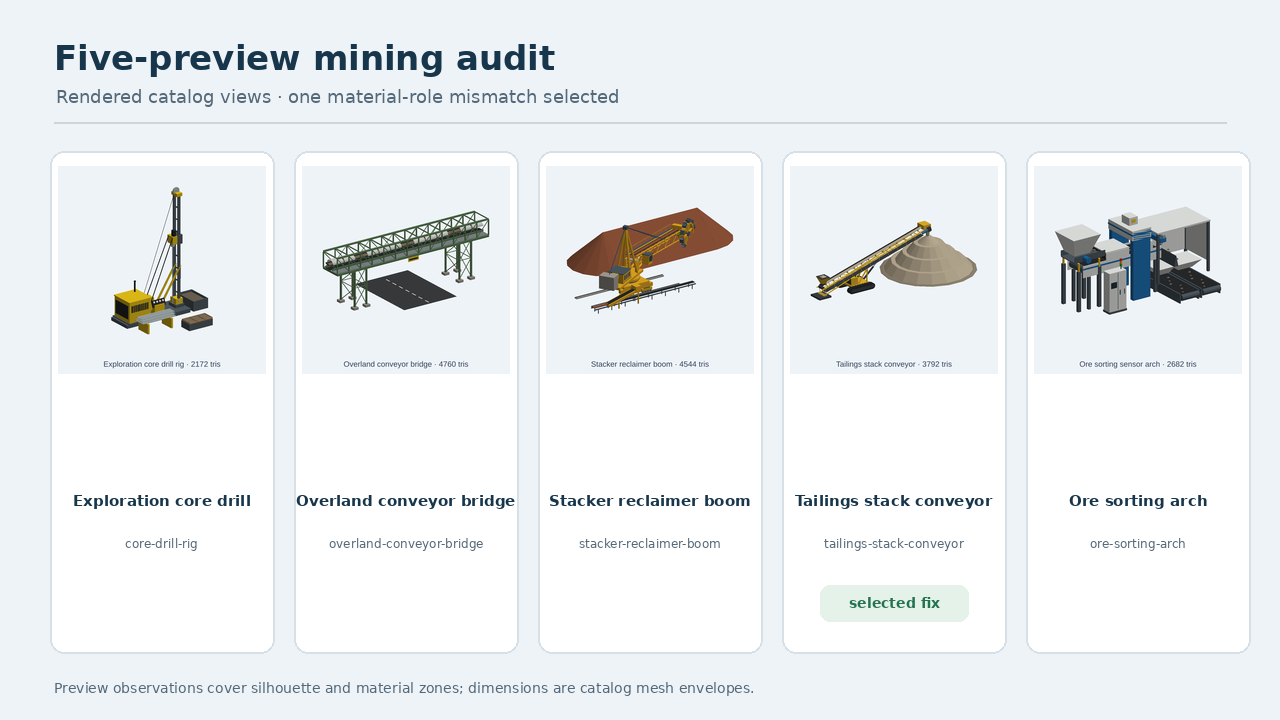 Five-preview mining audit
Rendered catalog views · one material-role mismatch selected
Exploration core drill rig · 2172 tris
Overland conveyor bridge · 4760 tris
Stacker reclaimer boom · 4544 tris
Tailings stack conveyor · 3792 tris
Ore sorting sensor arch · 2682 tris
Exploration core drill
Overland conveyor bridge
Stacker reclaimer boom
Tailings stack conveyor
Ore sorting arch
core-drill-rig
overland-conveyor-bridge
stacker-reclaimer-boom
tailings-stack-conveyor
ore-sorting-arch
selected fix
Preview observations cover silhouette and material zones; dimensions are catalog mesh envelopes.